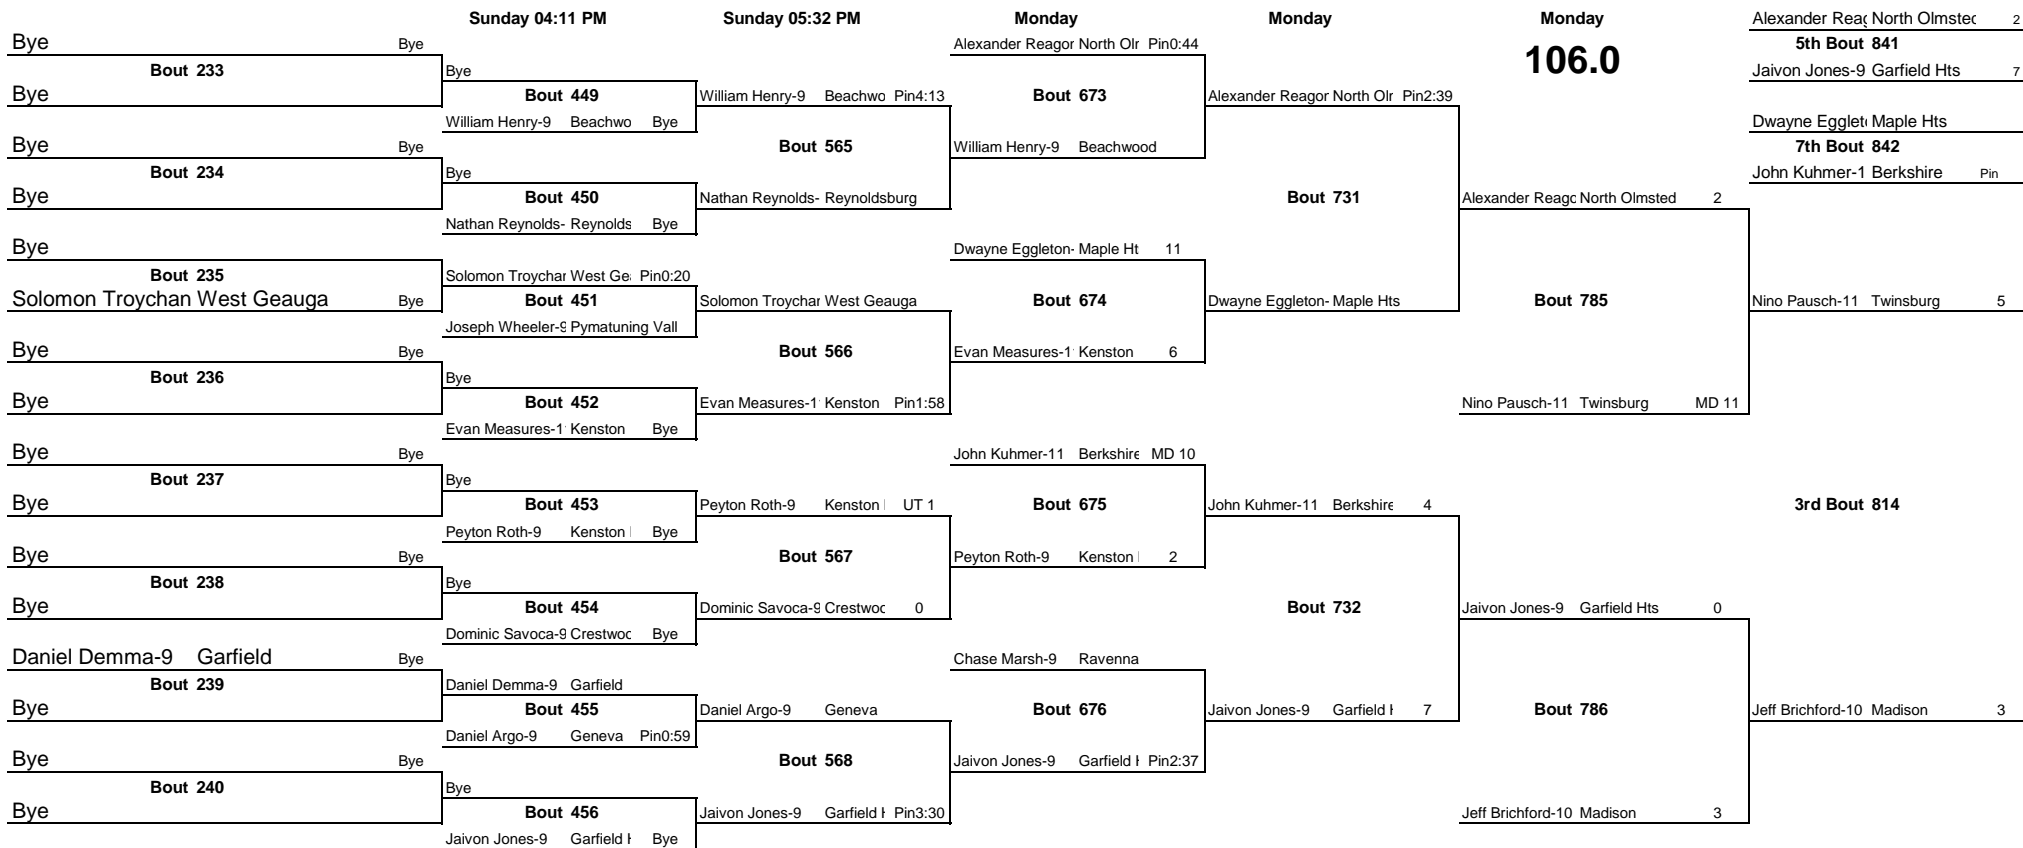 Sunday 04:11 PM Sunday 05:32 PM Monday Monday Monday Alexander Reag North Olmsted 2
Bye Bye Alexander Reagor North Olr Pin0:44 106.0 5th Bout 841
Bout 233 Bye Jaivon Jones-9 Garfield Hts 7
Bye Bout 449 William Henry-9 Beachwo Pin4:13 Bout 673 Alexander Reagor North Olr Pin2:39
William Henry-9 Beachwo Bye Dwayne Egglet Maple Hts
Bye Bye Bout 565 William Henry-9 Beachwood 7th Bout 842
Bout 234 Bye John Kuhmer-1 Berkshire Pin
Bye Bout 450 Nathan Reynolds- Reynoldsburg Bout 731 Alexander Reago North Olmsted 2
Nathan Reynolds- Reynolds Bye
Bye Dwayne Eggleton- Maple Ht 11
Bout 235 Solomon Troychar West Gea Pin0:20
Solomon Troychan West Geauga Bye Bout 451 Solomon Troychar West Geauga Bout 674 Dwayne Eggleton- Maple Hts Bout 785 Nino Pausch-11 Twinsburg 5
Joseph Wheeler-9 Pymatuning Vall
Bye Bye Bout 566 Evan Measures-1 Kenston 6
Bout 236 Bye
Bye Bout 452 Evan Measures-1 Kenston Pin1:58 Nino Pausch-11 Twinsburg MD 11
Evan Measures-1 Kenston Bye
Bye Bye John Kuhmer-11 Berkshire MD 10
Bout 237 Bye
Bye Bout 453 Peyton Roth-9 Kenston UT 1 Bout 675 John Kuhmer-11 Berkshire 4 3rd Bout 814
Peyton Roth-9 Kenston Bye
Bye Bye Bout 567 Peyton Roth-9 Kenston 2
Bout 238 Bye
Bye Bout 454 Dominic Savoca-9 Crestwoc 0 Bout 732 Jaivon Jones-9 Garfield Hts 0
Dominic Savoca-9 Crestwoc Bye
Daniel Demma-9 Garfield Bye Chase Marsh-9 Ravenna
Bout 239 Daniel Demma-9 Garfield
Bye Bout 455 Daniel Argo-9 Geneva Bout 676 Jaivon Jones-9 Garfield H 7 Bout 786 Jeff Brichford-10 Madison 3
Daniel Argo-9 Geneva Pin0:59
Bye Bye Bout 568 Jaivon Jones-9 Garfield H Pin2:37
Bout 240 Bye
Bye Bout 456 Jaivon Jones-9 Garfield H Pin3:30 Jeff Brichford-10 Madison 3
Jaivon Jones-9 Garfield H Bye